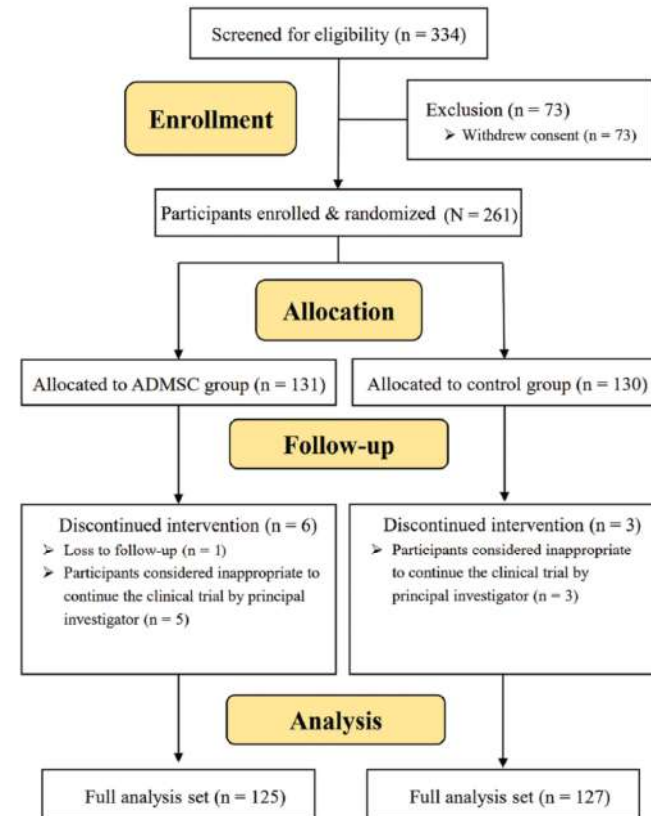 Screened for eligibility (n = 334)
Enrollment
Exclusion (n = 73)
➢ Withdrew consent (n = 73)
Participants enrolled & randomized (N = 261)
Allocation
Allocated to ADMSC group (n = 131)
Allocated to control group (n = 130)
Follow-up
Discontinued intervention (n = 6)
➢ Loss to follow-up (n = 1)
➢ Participants considered inappropriate to
continue the clinical trial by principal
investigator (n = 5)
Discontinued intervention (n = 3)
➢ Participants considered inappropriate
to continue the clinical trial by
principal investigator (n = 3)
Analysis
Full analysis set (n = 125)
Full analysis set (n = 127)